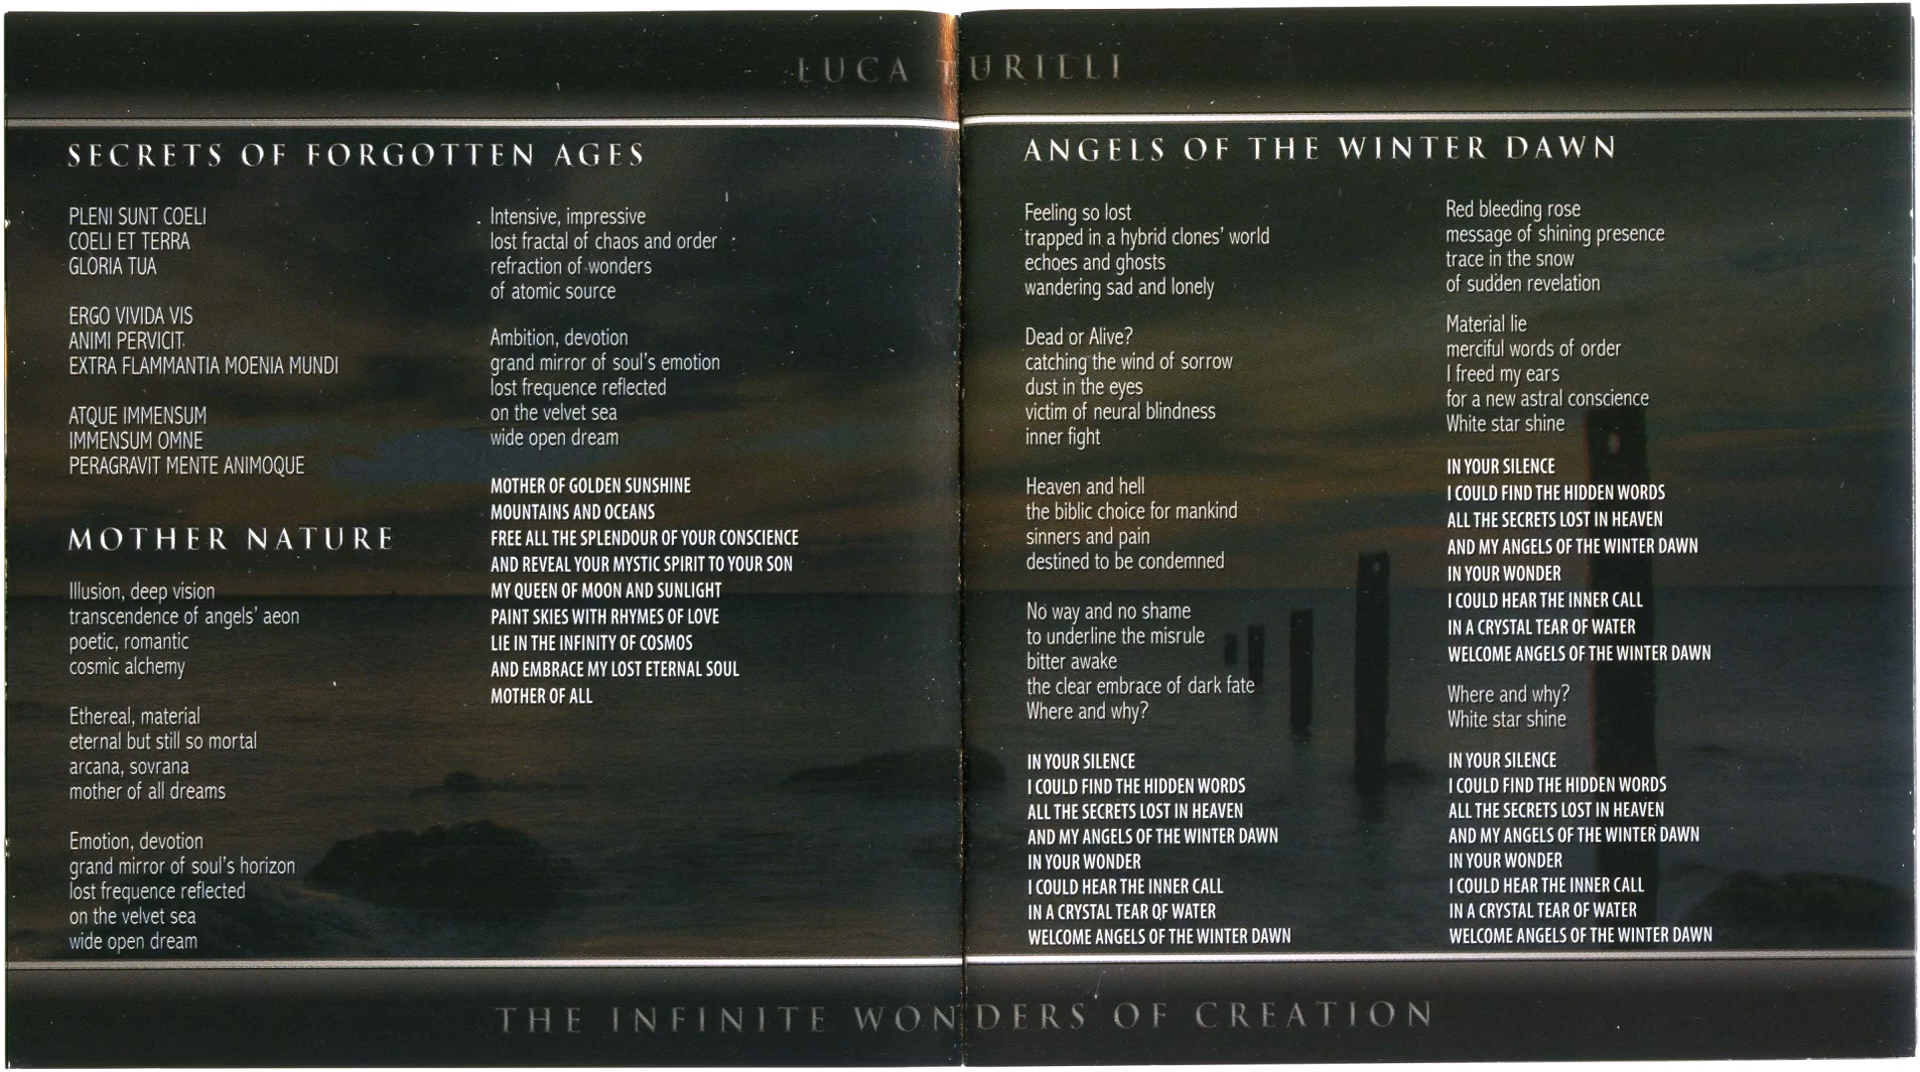 LUCA TURILLI
SECRETS OF FORGOTTEN AGES
PLENI SUNT COELI
COELI ET TERRA
GLORIA TUA
ERGO VIVIDA VIS
ANIMI PERVICIT
EXTRA FLAMMANTIA MOENIA MUNDI
ATQUE IMMENSUM
IMMENSUM OMNE
PERAGRAVIT MENTE ANIMOQUE
MOTHER NATURE
Illusion, deep vision
transcendence of angels' aeon
poetic, romantic
cosmic alchemy
Ethereal, material
eternal but still so mortal
arcana, sovrana
mother of all dreams
Emotion, devotion
grand mirror of soul's horizon
lost frequence reflected
on the velvet sea
wide open dream
Intensive, impressive
lost fractal of chaos and order
refraction of wonders
of atomic source
Ambition, devotion
grand mirror of soul's emotion
lost frequence reflected
on the velvet sea
wide open dream
MOTHER OF GOLDEN SUNSHINE
MOUNTAINS AND OCEANS
FREE ALL THE SPLENDOUR OF YOUR CONSCIENCE
AND REVEAL YOUR MYSTIC SPIRIT TO YOUR SON
MY QUEEN OF MOON AND SUNLIGHT
PAINT SKIES WITH RHYMES OF LOVE
LIE IN THE INFINITY OF COSMOS
AND EMBRACE MY LOST ETERNAL SOUL
MOTHER OF ALL
ANGELS OF THE WINTER DAWN
Feeling so lost
trapped in a hybrid clones' world
echoes and ghosts
wandering sad and lonely
Dead or Alive?
catching the wind of sorrow
dust in the eyes
victim of neural blindness
inner fight
Heaven and hell
the biblic choice for mankind
sinners and pain
destined to be condemned
No way and no shame
to underline the misrule
bitter awake
the clear embrace of dark fate
Where and why?
IN YOUR SILENCE
I COULD FIND THE HIDDEN WORDS
ALL THE SECRETS LOST IN HEAVEN
AND MY ANGELS OF THE WINTER DAWN
IN YOUR WONDER
I COULD HEAR THE INNER CALL
IN A CRYSTAL TEAR OF WATER
WELCOME ANGELS OF THE WINTER DAWN
Red bleeding rose
message of shining presence
trace in the snow
of sudden revelation
Material lie
merciful words of order
I freed my ears
for a new astral conscience
White star shine
IN YOUR SILENCE
I COULD FIND THE HIDDEN WORDS
ALL THE SECRETS LOST IN HEAVEN
AND MY ANGELS OF THE WINTER DAWN
IN YOUR WONDER
I COULD HEAR THE INNER CALL
IN A CRYSTAL TEAR OF WATER
WELCOME ANGELS OF THE WINTER DAWN
Where and why?
White star shine
IN YOUR SILENCE
I COULD FIND THE HIDDEN WORDS
ALL THE SECRETS LOST IN HEAVEN
AND MY ANGELS OF THE WINTER DAWN
IN YOUR WONDER
I COULD HEAR THE INNER CALL
IN A CRYSTAL TEAR OF WATER
WELCOME ANGELS OF THE WINTER DAWN
THE INFINITE WONDERS OF CREATION